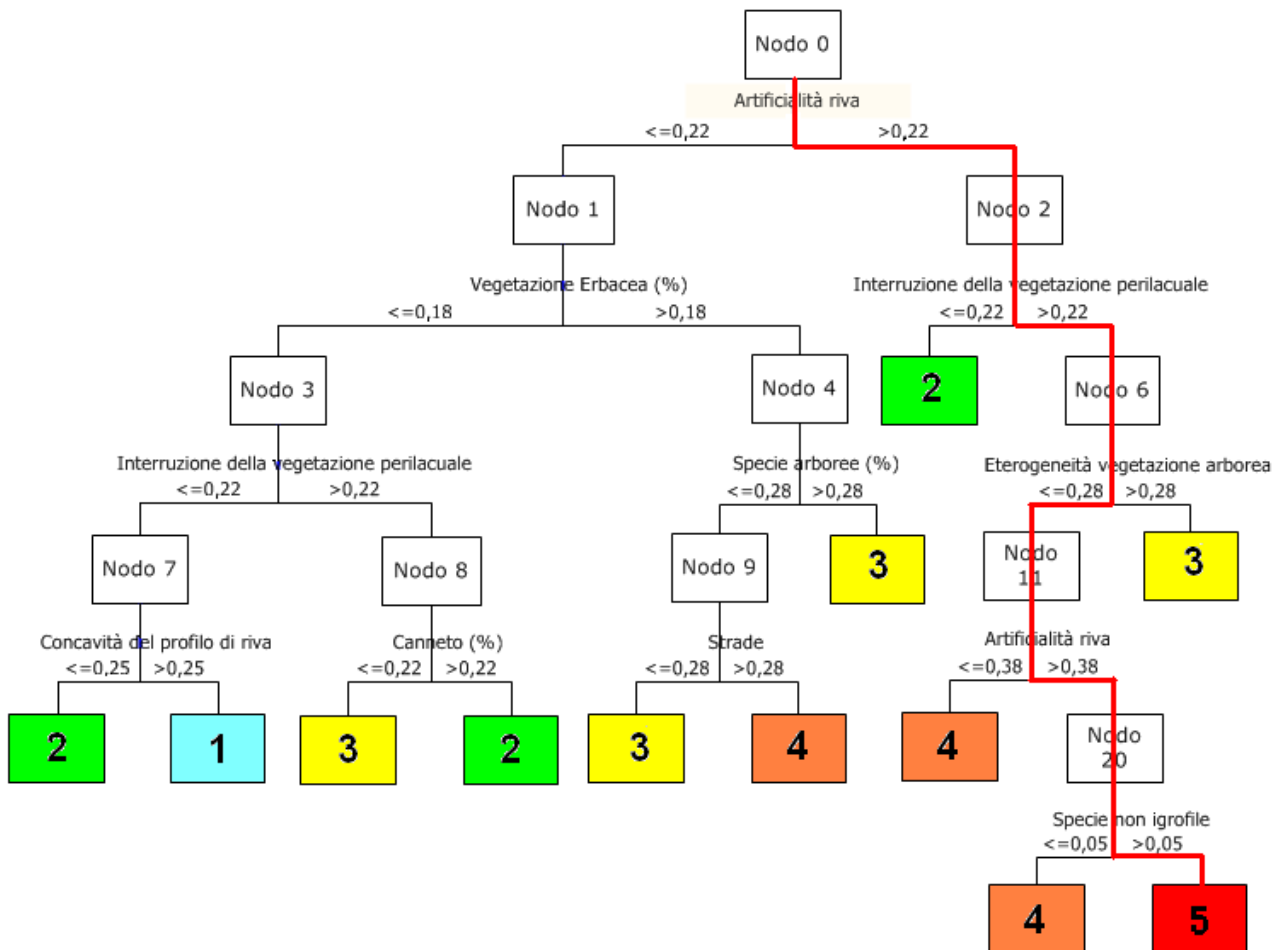 Nodo 0
Artificialità riva
<=0,22 >0,22
Nodo 1 Nodo 2
Vegetazione Erbacea (%) Interruzione della vegetazione perilacuale
<=0,18 >0,18 <=0,22 >0,22
Nodo 3 Nodo 4 2 Nodo 6
Interruzione della vegetazione perilacuale Specie arboree (%) Eterogeneità vegetazione arborea
<=0,22 >0,22 <=0,28 >0,28 <=0,28 >0,28
Nodo 7 Nodo 8 Nodo 9 3 Nodo 3
11
Concavità del profilo di riva Canneto (%) Strade Artificialità riva
<=0,25 >0,25 <=0,22 >0,22 <=0,28 >0,28 <=0,38 >0,38
2 1 3 2 3 4 4 Nodo
20
Specie non igrofile
<=0,05 >0,05
4 5